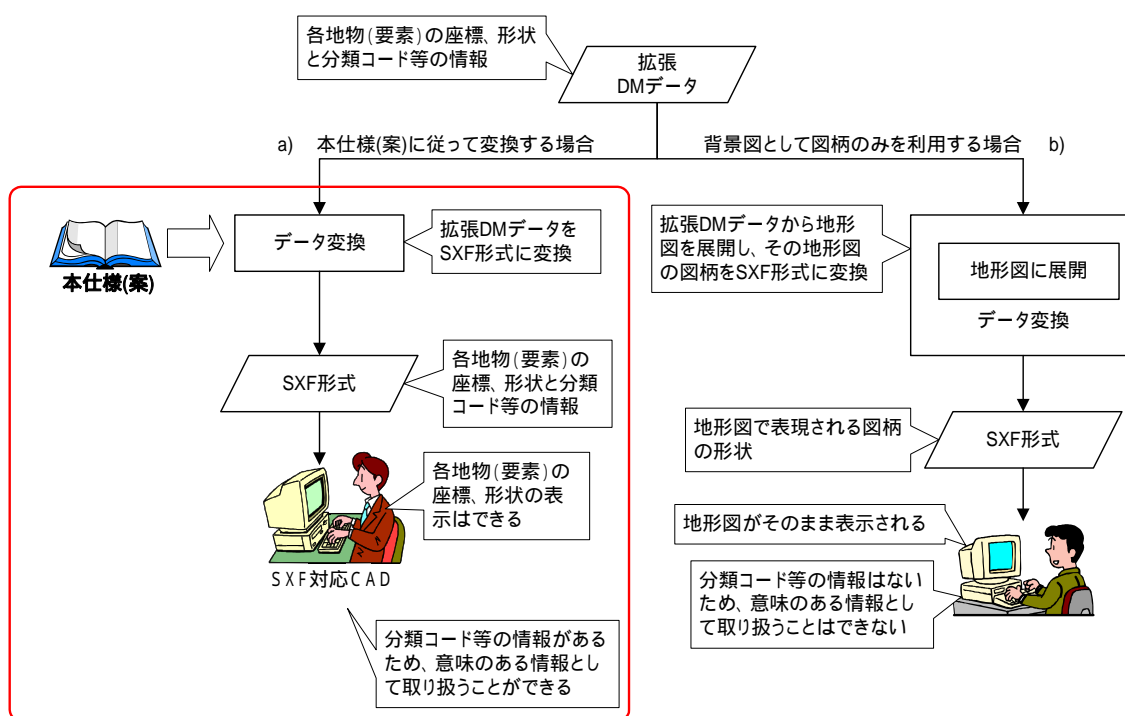 各地物(要素)の座標、形状
と分類コード等の情報
拡張
DMデータ
a) 本仕様(案)に従って変換する場合
背景図として図柄のみを利用する場合 b)
本仕様(案)
データ変換
拡張DMデータを
SXF形式に変換
SXF形式
各地物(要素)の
座標、形状と分類
コード等の情報
各地物(要素)の
座標、形状の表
示はできる
SXF対応CAD
分類コード等の情報がある
ため、意味のある情報とし
て取り扱うことができる
拡張DMデータから地形
図を展開し、その地形図
の図柄をSXF形式に変換
地形図に展開
データ変換
地形図で表現される図柄
の形状
SXF形式
地形図がそのまま表示される
分類コード等の情報はない
ため、意味のある情報とし
て取り扱うことはできない